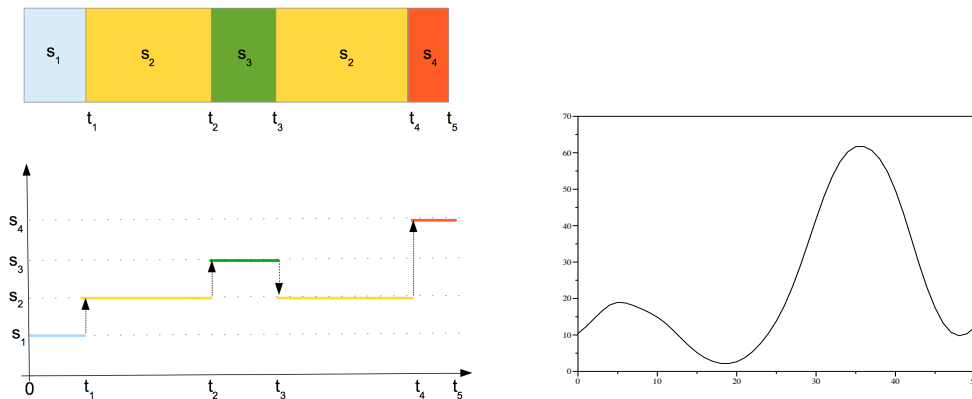 s₁ s₂ s₃ s₂ s₄
t₁ t₂ t₃ t₄ t₅
s₄
s₃
s₂
s₁
0 t₁ t₂ t₃ t₄ t₅
70
60
50
40
30
20
10
0
0 10 20 30 40